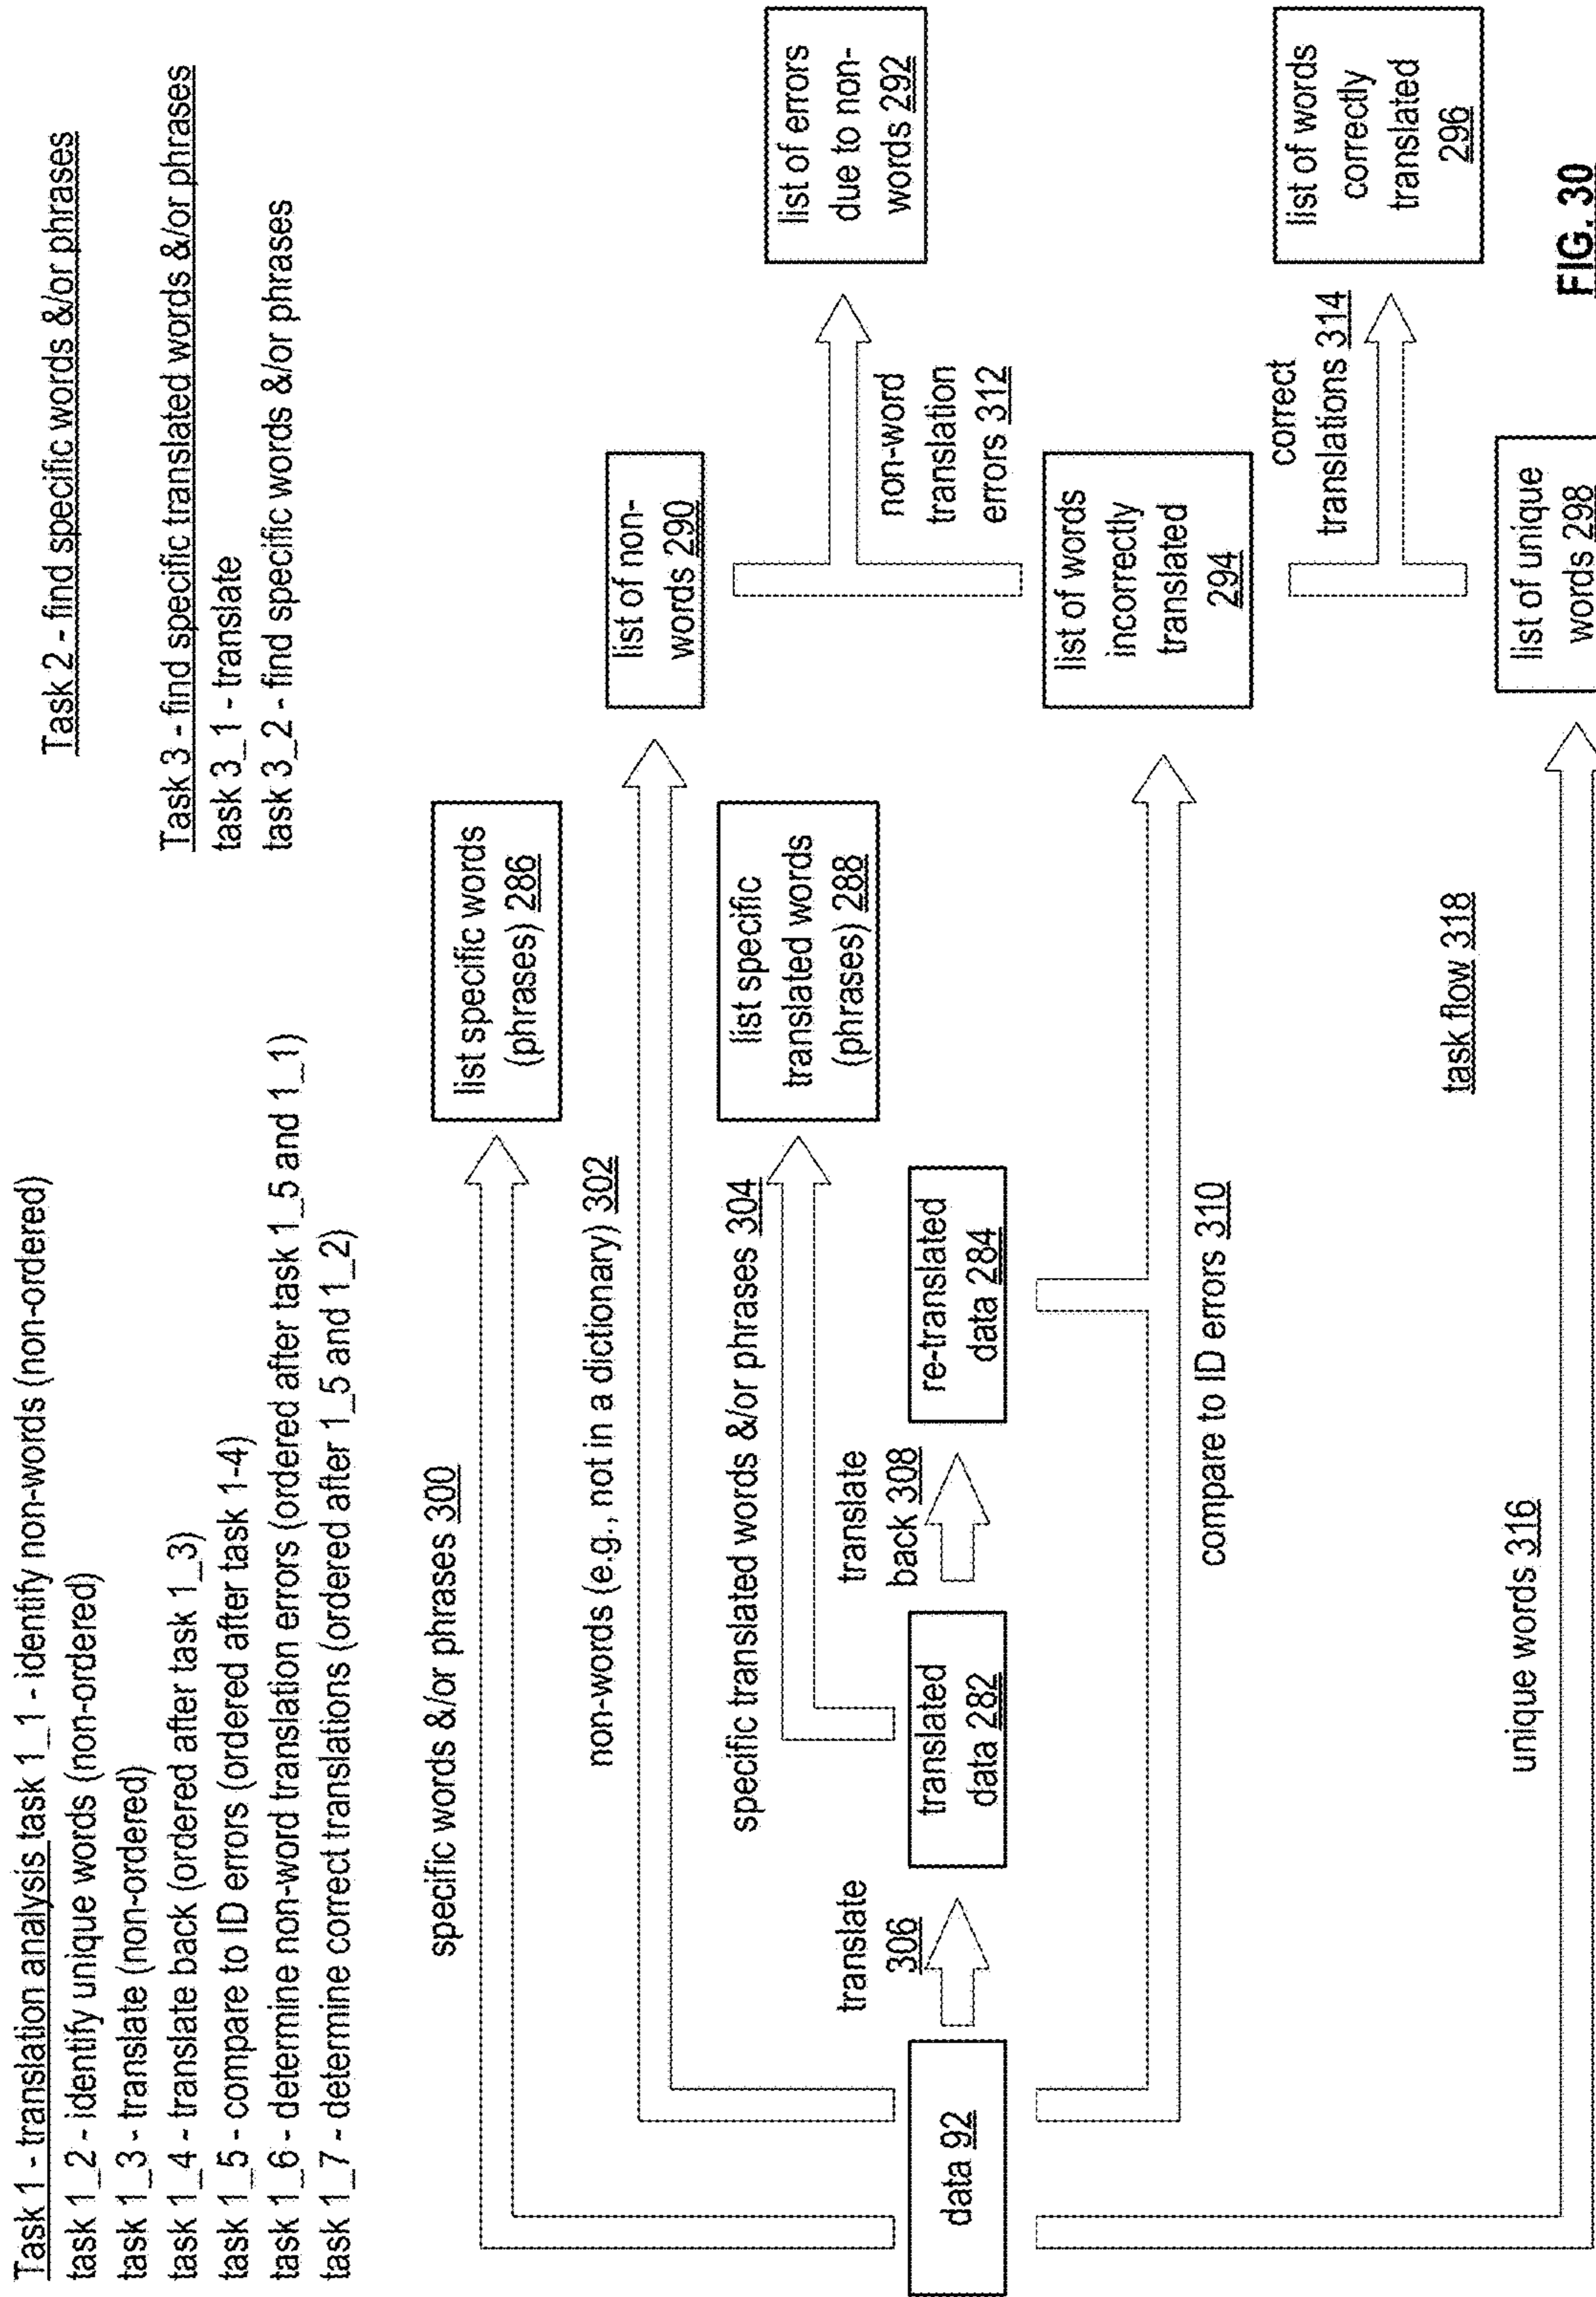 Task 1 - translation analysis task 1_1 - identify non-words (non-ordered)
task 1_2 - identify unique words (non-ordered)
task 1_3 - translate (non-ordered)
task 1_4 - translate back (ordered after task 1_3)
task 1_5 - compare to ID errors (ordered after task 1-4)
task 1_6 - determine non-word translation errors (ordered after task 1_5 and 1_1)
task 1_7 - determine correct translations (ordered after 1_5 and 1_2)
Task 2 - find specific words &/or phrases
Task 3 - find specific translated words &/or phrases
task 3_1 - translate
task 3_2 - find specific words &/or phrases
specific words &/or phrases 300
list specific words
(phrases) 286
non-words (e.g., not in a dictionary) 302
list of non-
words 290
specific translated words &/or phrases 304
list specific
translated words
(phrases) 288
list of errors
due to non-
words 292
non-word
translation
errors 312
data 92
translate
306
translated
data 282
translate
back 308
re-translated
data 284
compare to ID errors 310
list of words
incorrectly
translated
294
correct
translations 314
list of words
correctly
translated
296
unique words 316
task flow 318
list of unique
words 298
FIG. 30